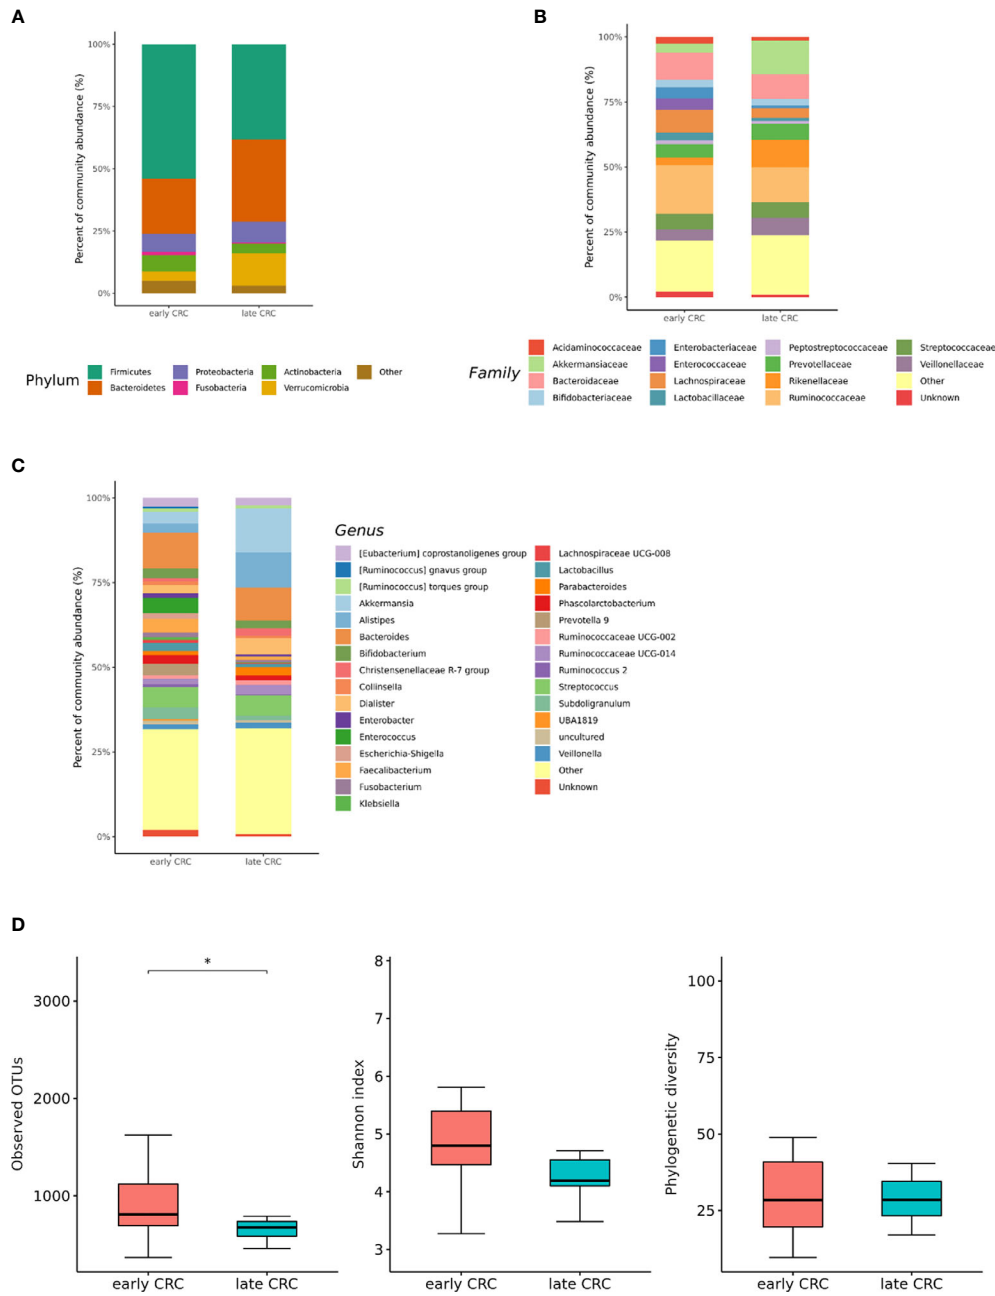 A
Percent of community abundance (%)
100%
75%
50%
25%
0%
early CRC
late CRC
Phylum
Firmicutes
Bacteroidetes
Proteobacteria
Fusobacteria
Actinobacteria
Verrucomicrobia
Other
B
Percent of community abundance (%)
100%
75%
50%
25%
0%
early CRC
late CRC
Family
Acidaminococcaceae
Akkermansiaceae
Bacteroidaceae
Bifidobacteriaceae
Enterobacteriaceae
Enterococcaceae
Lachnospiraceae
Lactobacillaceae
Peptostreptococcaceae
Prevotellaceae
Rikenellaceae
Ruminococcaceae
Streptococcaceae
Veillonellaceae
Other
Unknown
C
Percent of community abundance (%)
100%
75%
50%
25%
0%
early CRC
late CRC
Genus
[Eubacterium] coprostanoligenes group
[Ruminococcus] gnavus group
[Ruminococcus] torques group
Akkermansia
Alistipes
Bacteroides
Bifidobacterium
Christensenellaceae R-7 group
Collinsella
Dialister
Enterobacter
Enterococcus
Escherichia-Shigella
Faecalibacterium
Fusobacterium
Klebsiella
Lachnospiraceae UCG-008
Lactobacillus
Parabacteroides
Phascolarctobacterium
Prevotella 9
Ruminococcaceae UCG-002
Ruminococcaceae UCG-014
Ruminococcus 2
Streptococcus
Subdoligranulum
UBA1819
uncultured
Veillonella
Other
Unknown
D
Observed OTUs
3000
2000
1000
*
early CRC
late CRC
Shannon index
8
7
6
5
4
3
early CRC
late CRC
Phylogenetic diversity
100
75
50
25
early CRC
late CRC